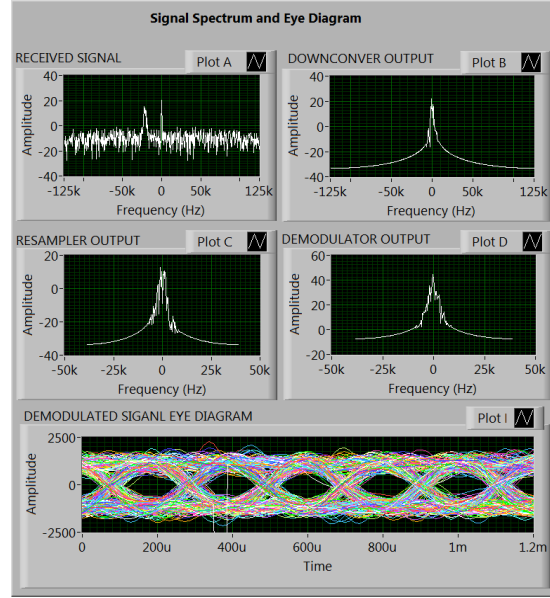 Signal Spectrum and Eye Diagram
RECEIVED SIGNAL
Plot A
40
20
0
-20
-40
Amplitude
-125k
-50k
0
50k
125k
Frequency (Hz)
DOWNCONVER OUTPUT
Plot B
40
20
0
-20
-40
Amplitude
-125k
-50k
0
50k
125k
Frequency (Hz)
RESAMPLER OUTPUT
Plot C
20
0
-20
-40
Amplitude
-50k
-25k
0
25k
50k
Frequency (Hz)
DEMODULATOR OUTPUT
Plot D
60
40
20
0
-20
Amplitude
-50k
-25k
0
25k
50k
Frequency (Hz)
DEMODULATED SIGANL EYE DIAGRAM
Plot I
2500
0
-2500
Amplitude
0
200u
400u
600u
800u
1m
1.2m
Time